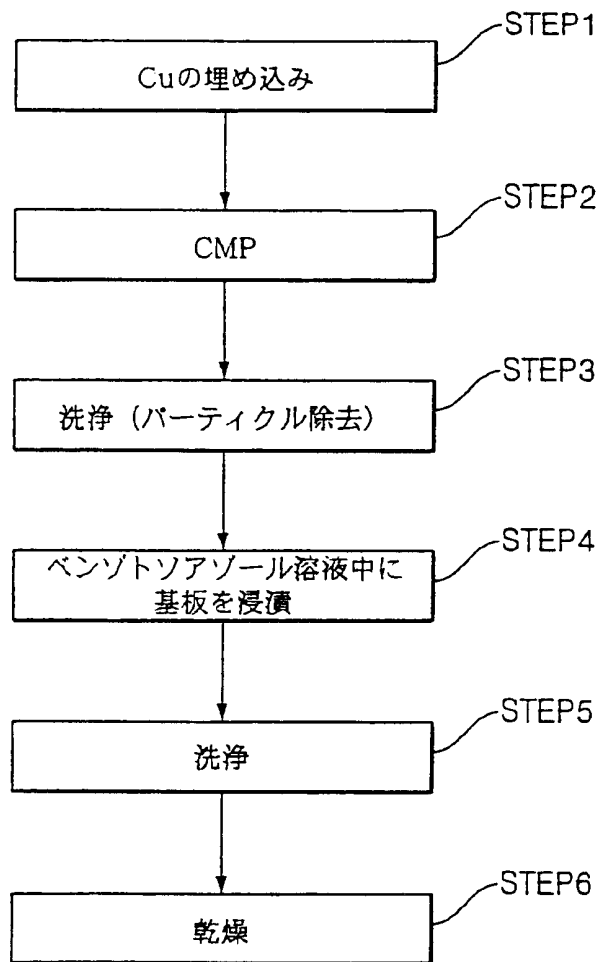 STEP1
Cuの埋め込み
STEP2
CMP
STEP3
洗浄（パーティクル除去）
STEP4
ベンゾトソアゾール溶液中に
基板を浸漬
STEP5
洗浄
STEP6
乾燥